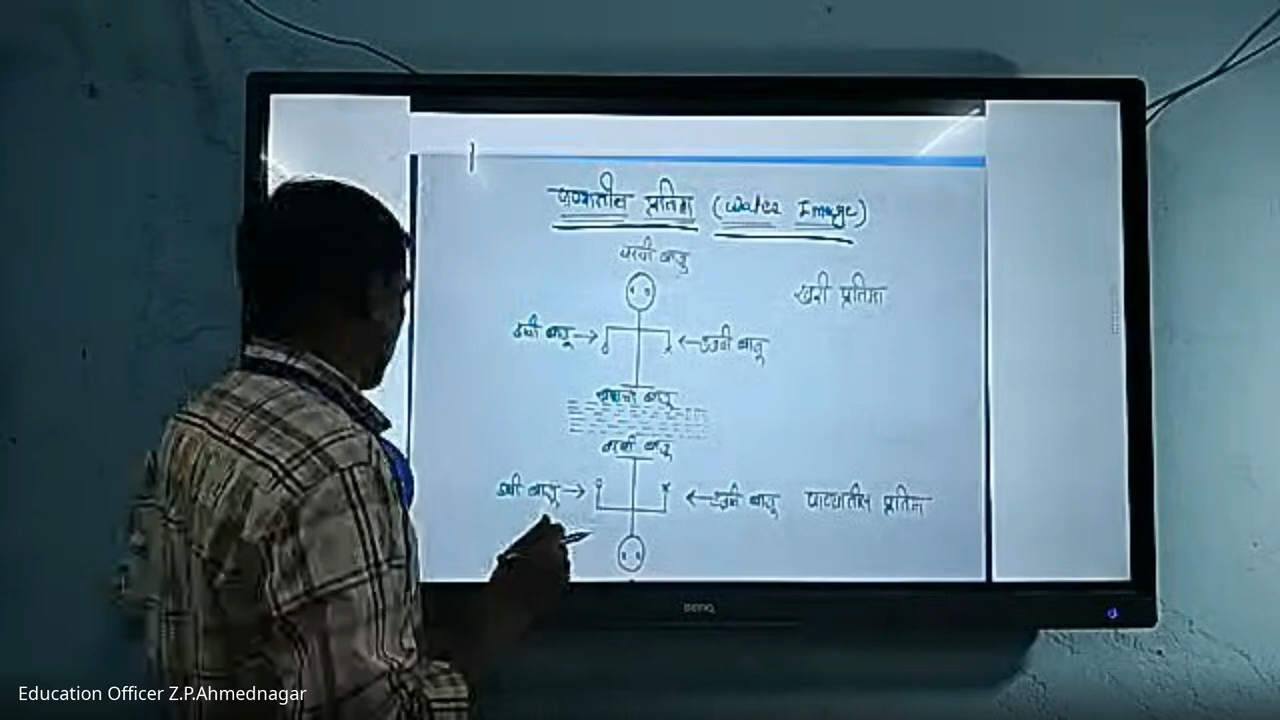 पाण्यातील प्रतिमा (Water Image)
वरची बाजू
खरी प्रतिमा
डावी बाजू → ← उजवी बाजू
बाजू
वरची बाजू
डावी बाजू → ← उजवी बाजू पाण्यातील प्रतिमा
BenQ
Education Officer Z.P.Ahmednagar